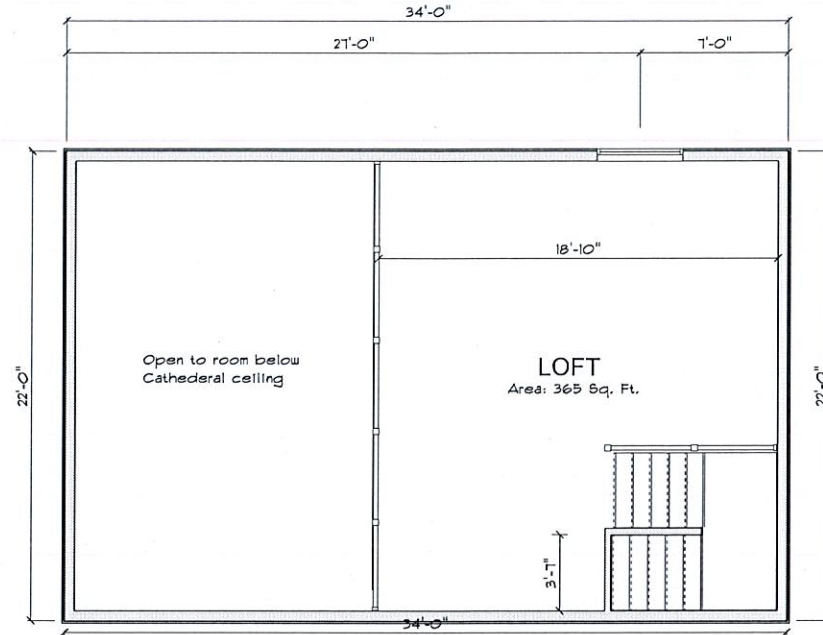 34'-0"
27'-0"
7'-0"
18'-10"
22'-0"
Open to room below
Cathederal ceiling
LOFT
Area: 365 Sq. Ft.
22'-0"
3'-7"
34'-0"